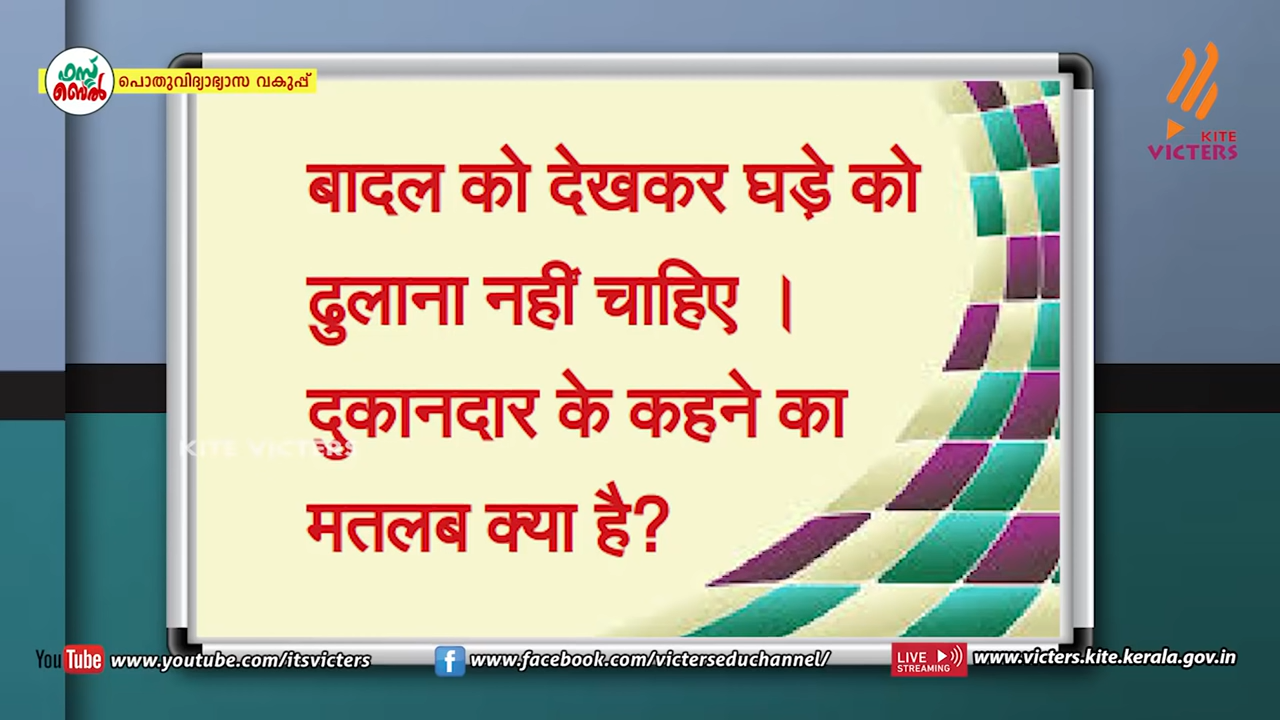 ഫസ്റ്റ്
ബെൽ
പൊതുവിദ്യാഭ്യാസ വകുപ്പ്
KITE
VICTERS
बादल को देखकर घड़े को
ढुलाना नहीं चाहिए ।
दुकानदार के कहने का
मतलब क्या है?
KITE VICTERS
YouTube www.youtube.com/itsvicters
f www.facebook.com/victerseduchannel/
LIVE
STREAMING
www.victers.kite.kerala.gov.in